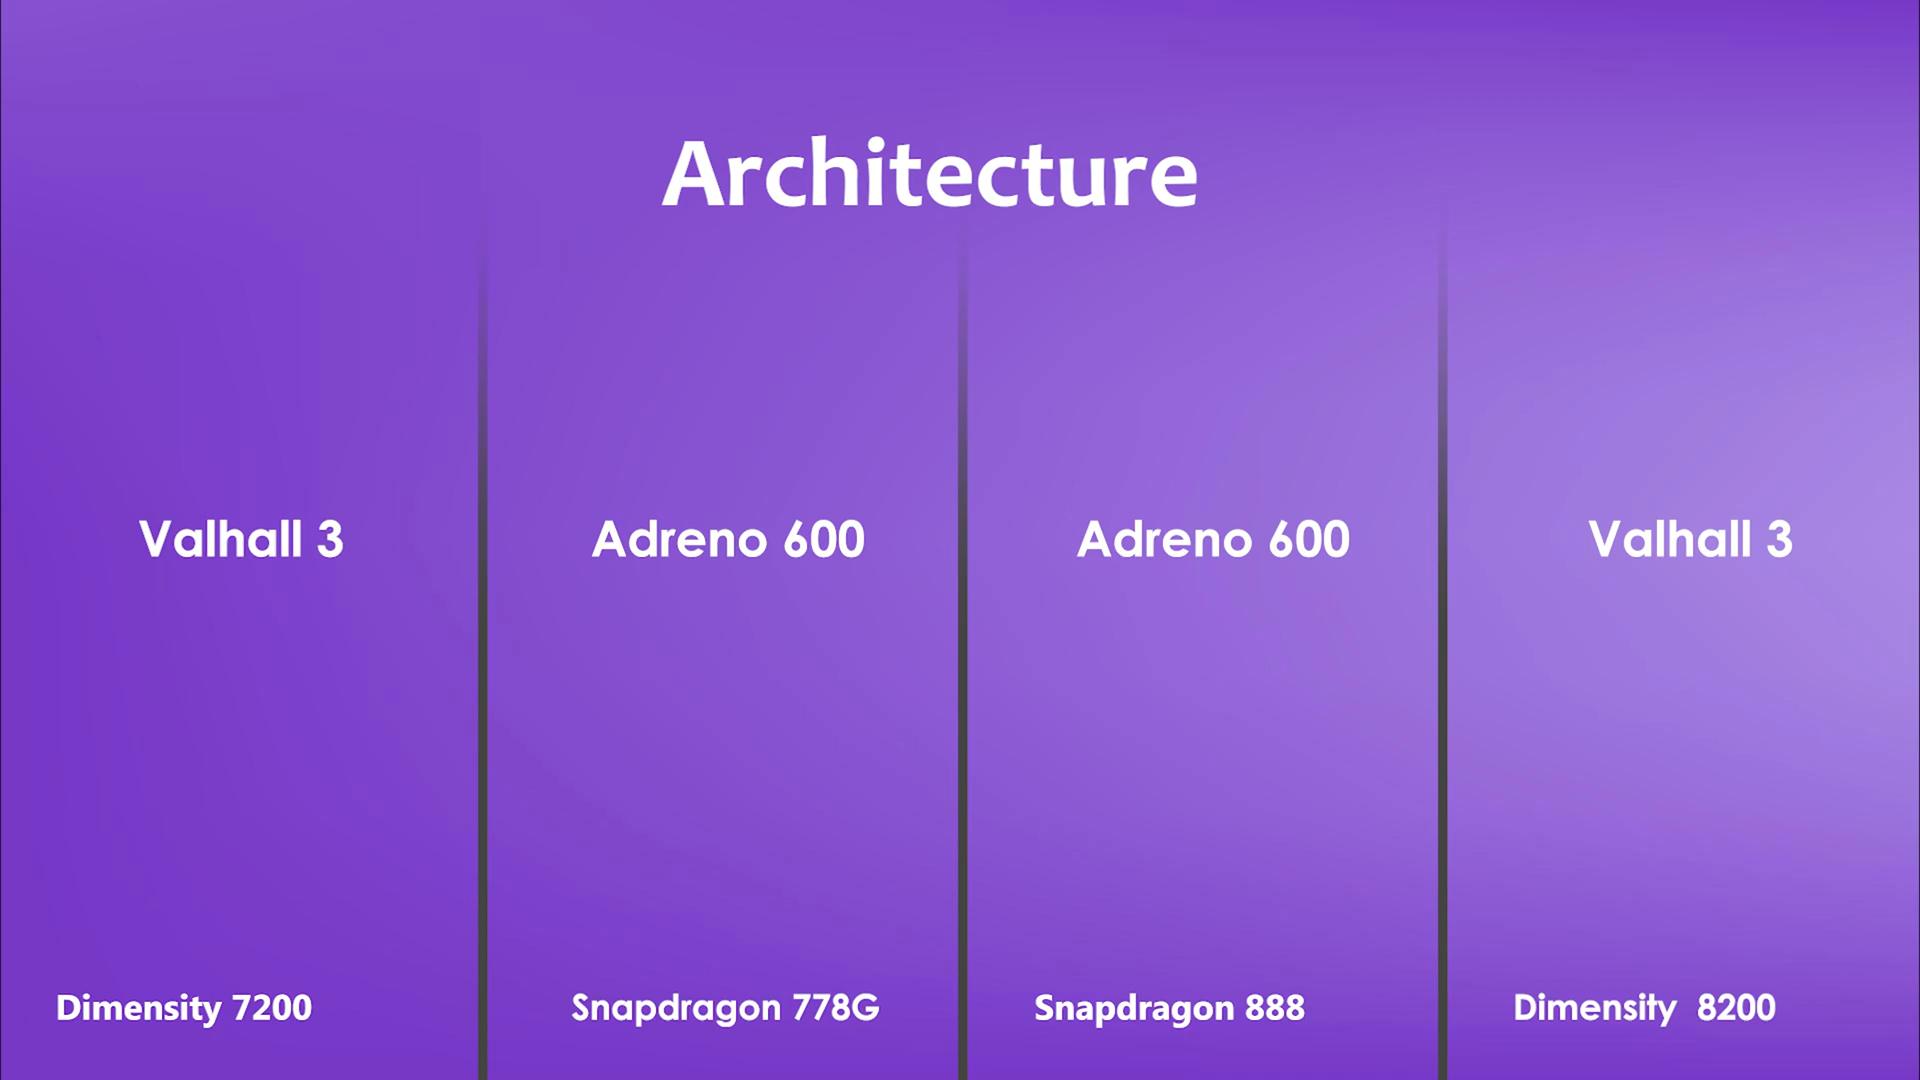 Architecture
Valhall 3
Adreno 600
Adreno 600
Valhall 3
Dimensity 7200
Snapdragon 778G
Snapdragon 888
Dimensity 8200